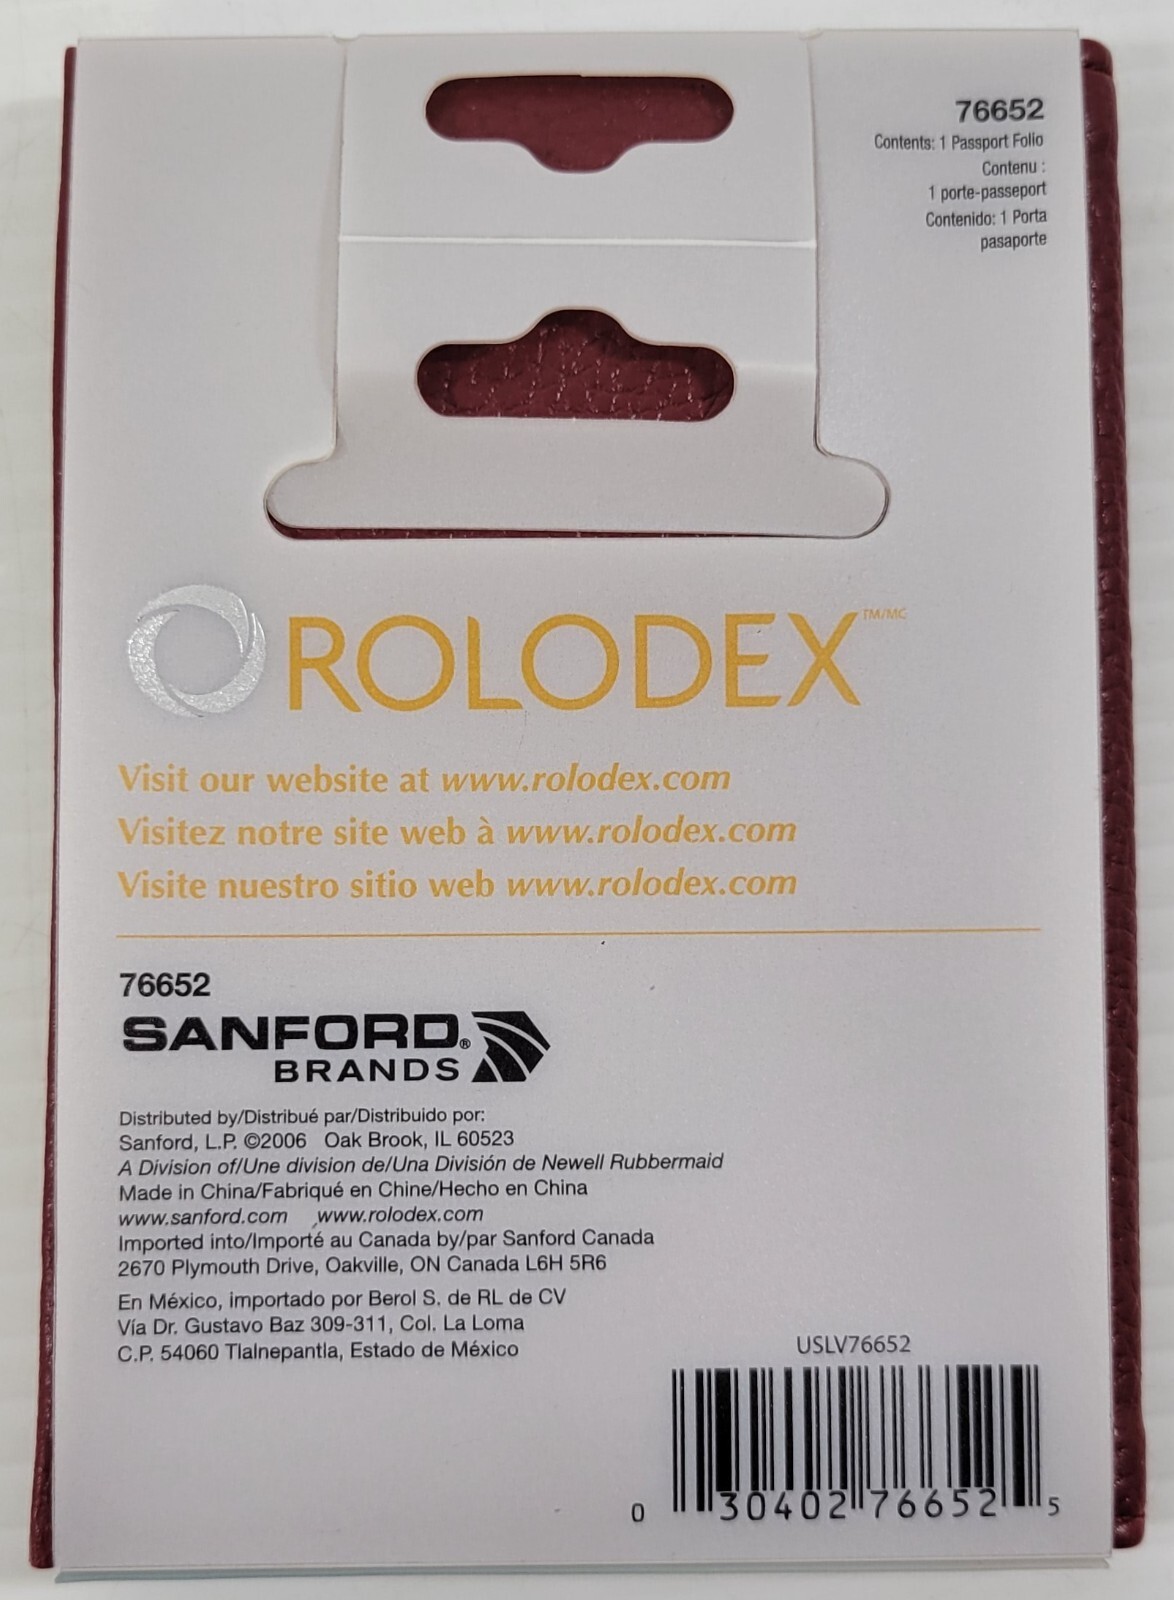 76652
Contents: 1 Passport Folio
Contenu :
1 porte-passeport
Contenido: 1 Porta
pasaporte
ROLODEX™/MC
Visit our website at www.rolodex.com
Visitez notre site web à www.rolodex.com
Visite nuestro sitio web www.rolodex.com
76652
SANFORD®
BRANDS
Distributed by/Distribué par/Distribuido por:
Sanford, L.P. ©2006 Oak Brook, IL 60523
A Division of/Une division de/Una División de Newell Rubbermaid
Made in China/Fabriqué en Chine/Hecho en China
www.sanford.com www.rolodex.com
Imported into/Importé au Canada by/par Sanford Canada
2670 Plymouth Drive, Oakville, ON Canada L6H 5R6
En México, importado por Berol S. de RL de CV
Vía Dr. Gustavo Baz 309-311, Col. La Loma
C.P. 54060 Tlalnepantla, Estado de México
USLV76652
0 30402 76652 5